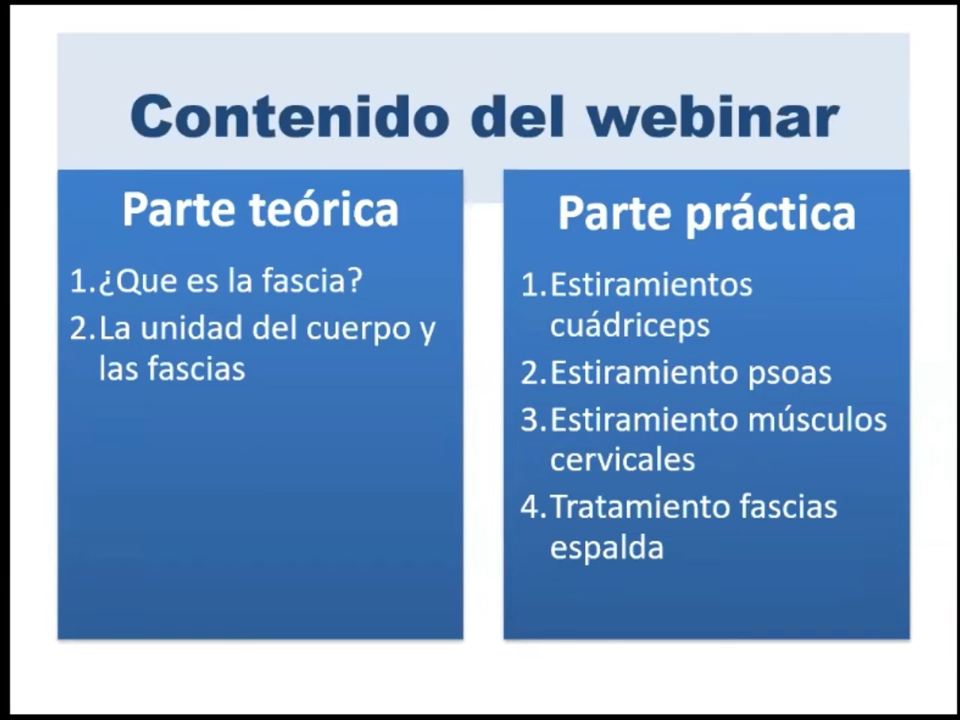 Contenido del webinar
Parte teórica
1.¿Que es la fascia?
2.La unidad del cuerpo y
las fascias
Parte práctica
1.Estiramientos
cuádriceps
2.Estiramiento psoas
3.Estiramiento músculos
cervicales
4.Tratamiento fascias
espalda